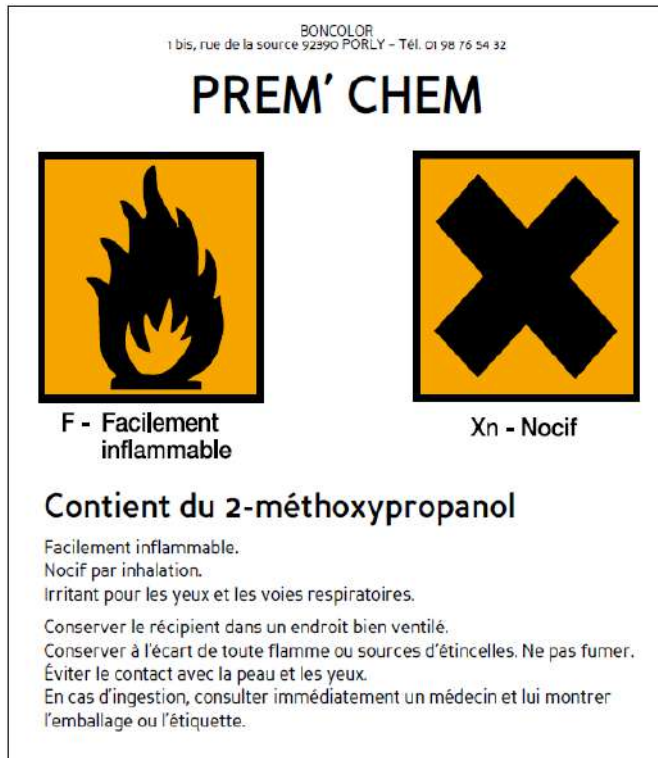 BONCOLOR
1 bis, rue de la source 92390 PORLY – Tél. 01 98 76 54 32
PREM’ CHEM
F - Facilement
inflammable
Xn - Nocif
Contient du 2-méthoxypropanol
Facilement inflammable.
Nocif par inhalation.
Irritant pour les yeux et les voies respiratoires.
Conserver le récipient dans un endroit bien ventilé.
Conserver à l’écart de toute flamme ou sources d’étincelles. Ne pas fumer.
Éviter le contact avec la peau et les yeux.
En cas d’ingestion, consulter immédiatement un médecin et lui montrer
l’emballage ou l’étiquette.